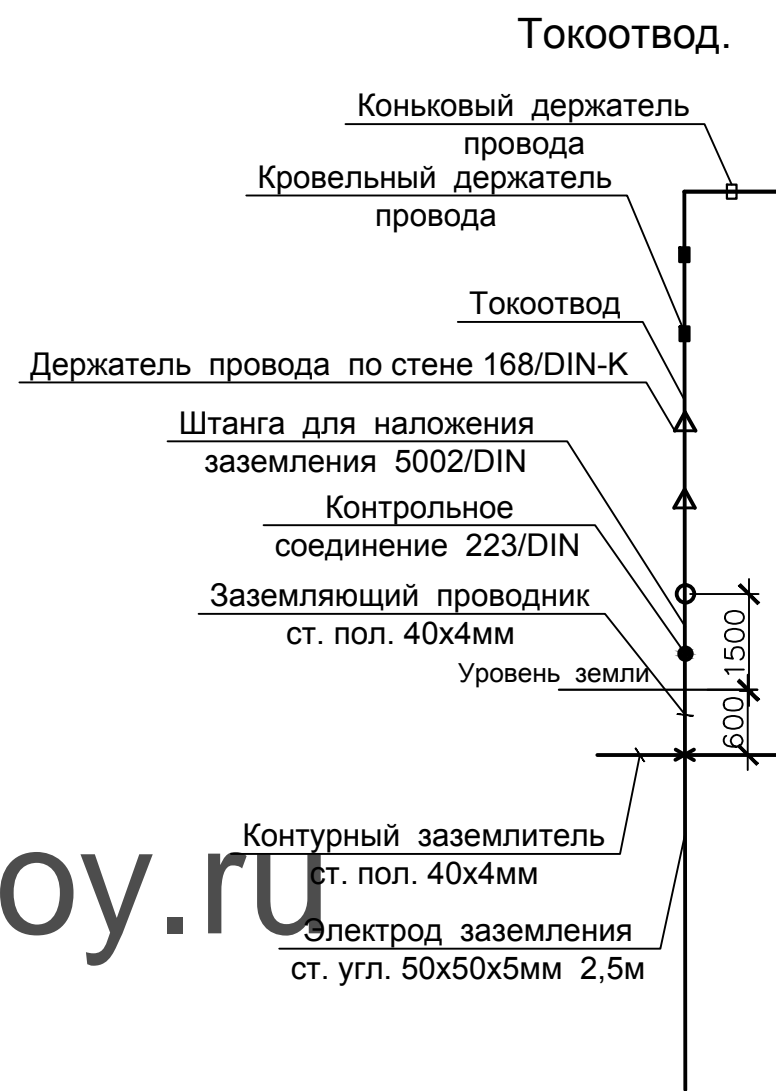 Токоотвод.
Коньковый держатель
провода
Кровельный держатель
провода
Токоотвод
Держатель провода по стене 168/DIN-K
Штанга для наложения
заземления 5002/DIN
Контрольное
соединение 223/DIN
Заземляющий проводник
ст. пол. 40х4мм
1500
Уровень земли
600
Контурный заземлитель
ст. пол. 40х4мм
oy.ru
Электрод заземления
ст. угл. 50х50х5мм 2,5м